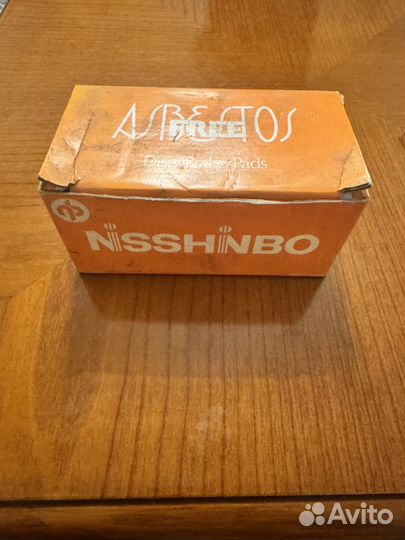 ASBESTOS
FREE
Disc Brake Pads
NiSSHiNBO
Avito